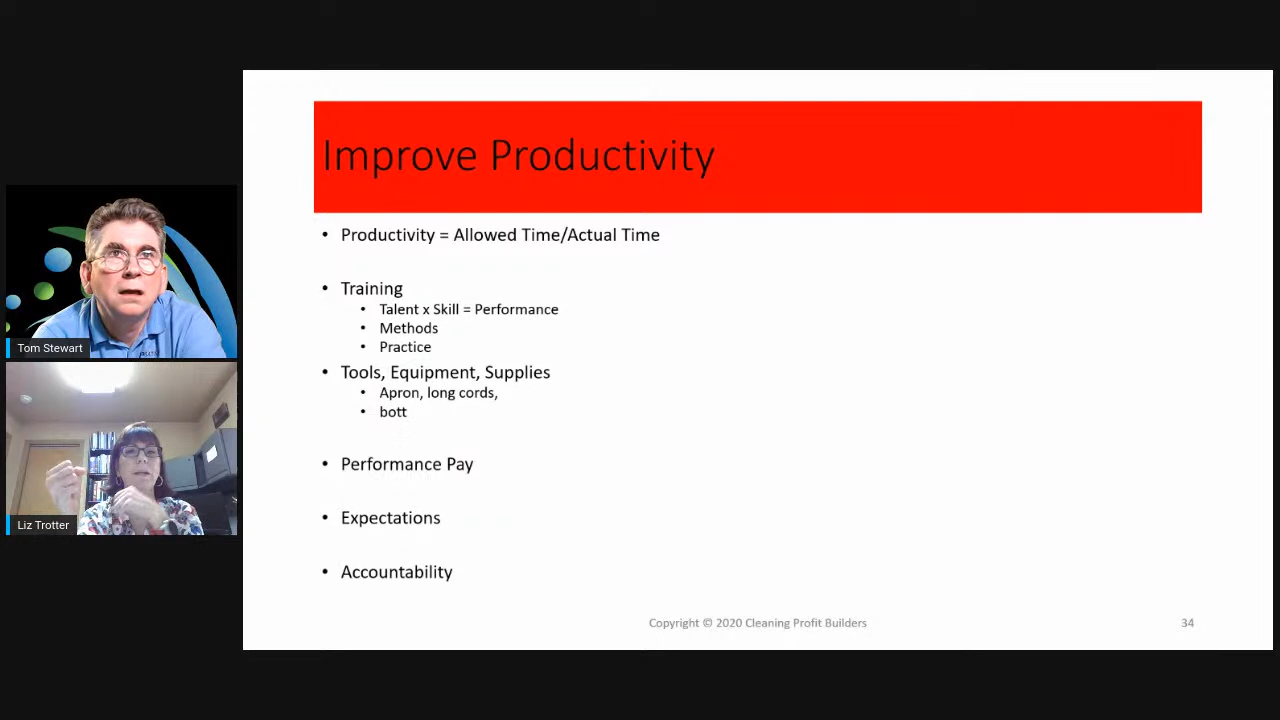 Improve Productivity
• Productivity = Allowed Time/Actual Time
• Training
• Talent x Skill = Performance
• Methods
• Practice
• Tools, Equipment, Supplies
• Apron, long cords,
• bott
• Performance Pay
• Expectations
• Accountability
Copyright © 2020 Cleaning Profit Builders
34
Tom Stewart
Liz Trotter